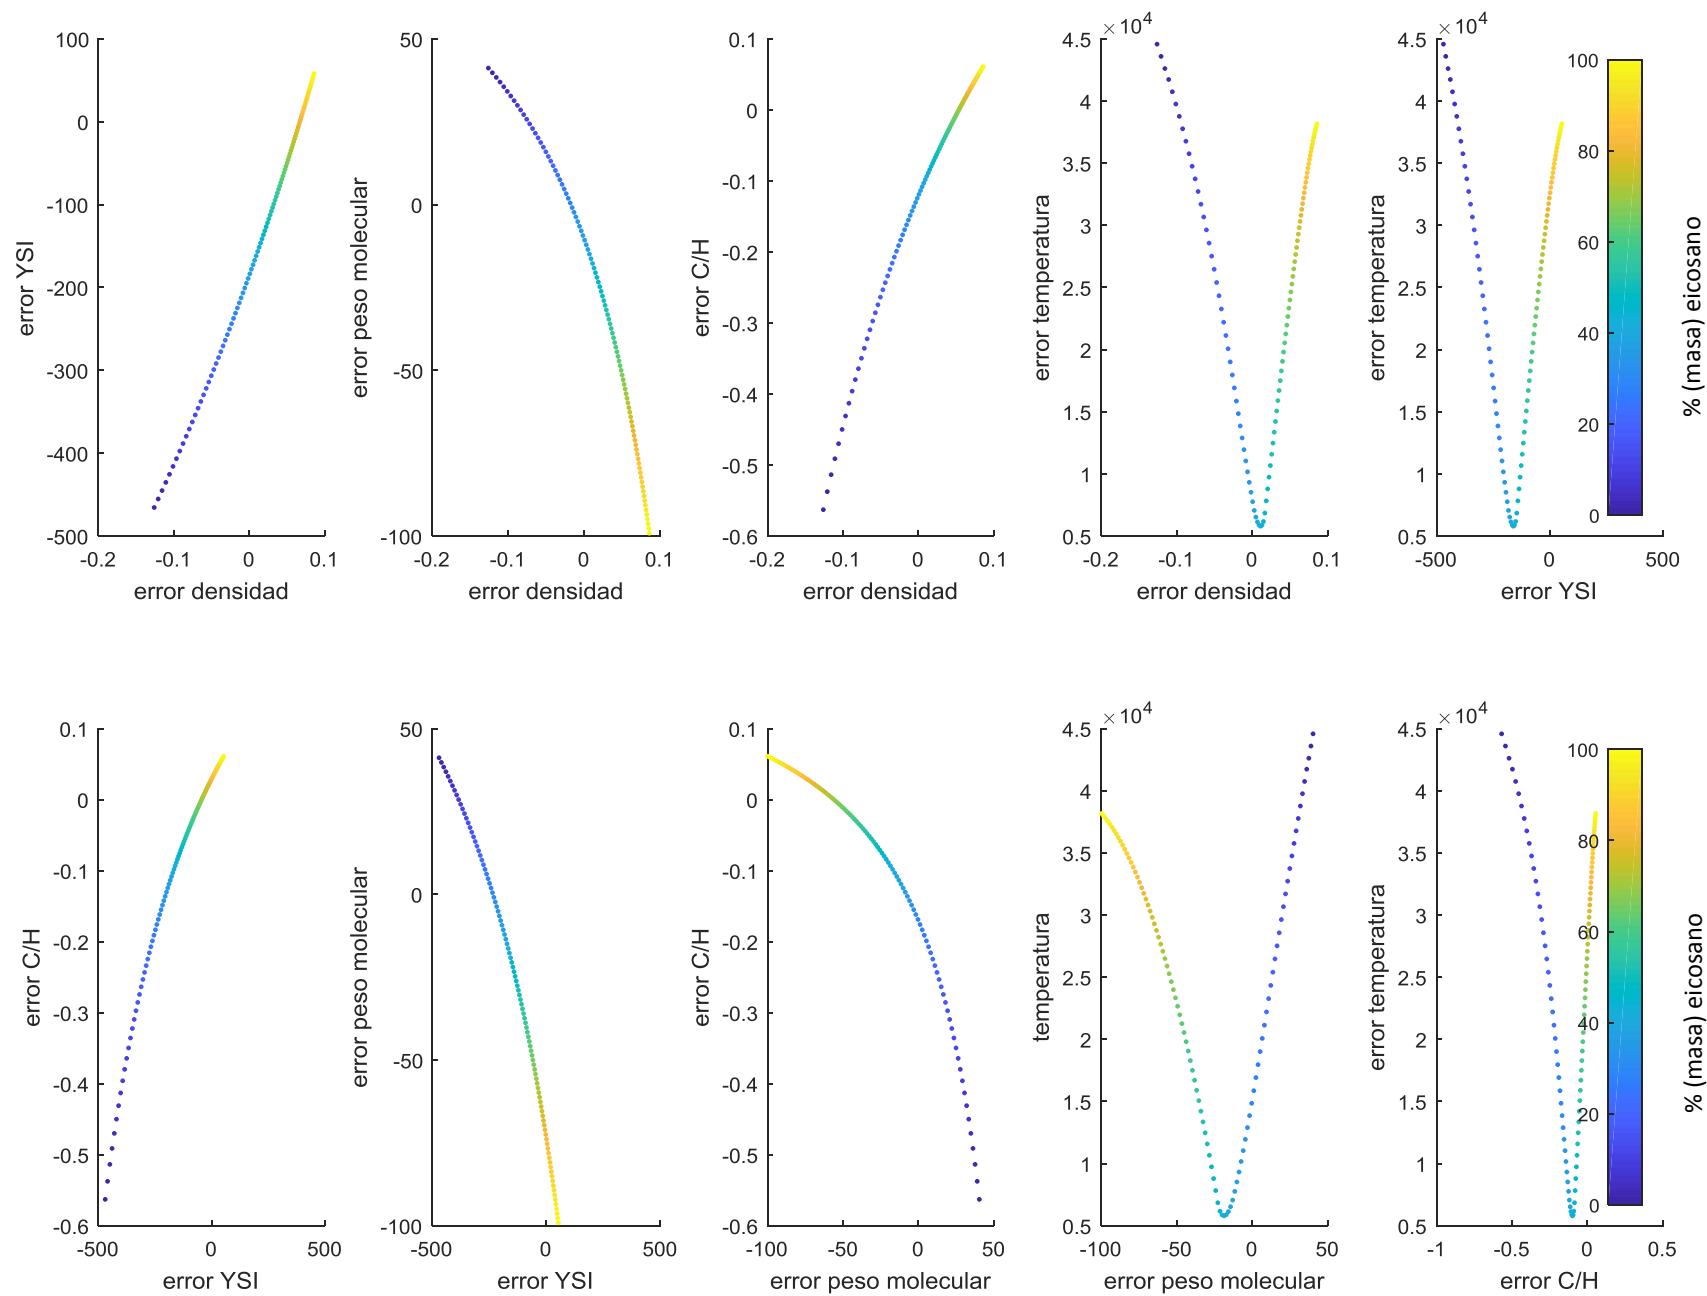 100
0
-100
-200
-300
-400
-500
-0.2 -0.1 0 0.1
error YSI
error densidad
50
0
-50
-100
-0.2 -0.1 0 0.1
error peso molecular
error densidad
0.1
0
-0.1
-0.2
-0.3
-0.4
-0.5
-0.6
-0.2 -0.1 0 0.1
error C/H
error densidad
×10⁴
4.5
4
3.5
3
2.5
2
1.5
1
0.5
-0.2 -0.1 0 0.1
error temperatura
error densidad
×10⁴
4.5
4
3.5
3
2.5
2
1.5
1
0.5
-500 0 500
error temperatura
error YSI
100
80
60
40
20
0
% (masa) eicosano
0.1
0
-0.1
-0.2
-0.3
-0.4
-0.5
-0.6
-500 0 500
error C/H
error YSI
50
0
-50
-100
-500 0 500
error peso molecular
error YSI
0.1
0
-0.1
-0.2
-0.3
-0.4
-0.5
-0.6
-100 -50 0 50
error C/H
error peso molecular
×10⁴
4.5
4
3.5
3
2.5
2
1.5
1
0.5
-100 -50 0 50
temperatura
error peso molecular
×10⁴
4.5
4
3.5
3
2.5
2
1.5
1
0.5
-1 -0.5 0 0.5
error temperatura
error C/H
100
80
60
40
20
0
% (masa) eicosano